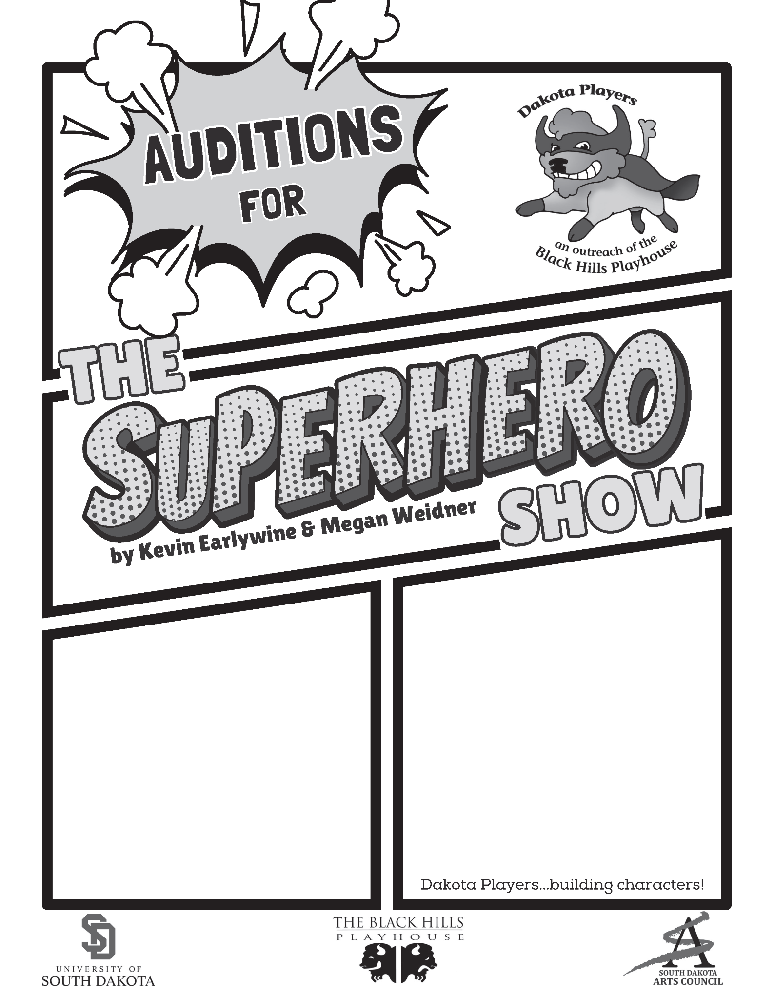 AUDITIONS
FOR
Dakota Players
an outreach of the
Black Hills Playhouse
THE
SUPERHERO
SHOW
by Kevin Earlywine & Megan Weidner
Dakota Players...building characters!
SD
UNIVERSITY OF
SOUTH DAKOTA
THE BLACK HILLS
PLAYHOUSE
SA
SOUTH DAKOTA
ARTS COUNCIL